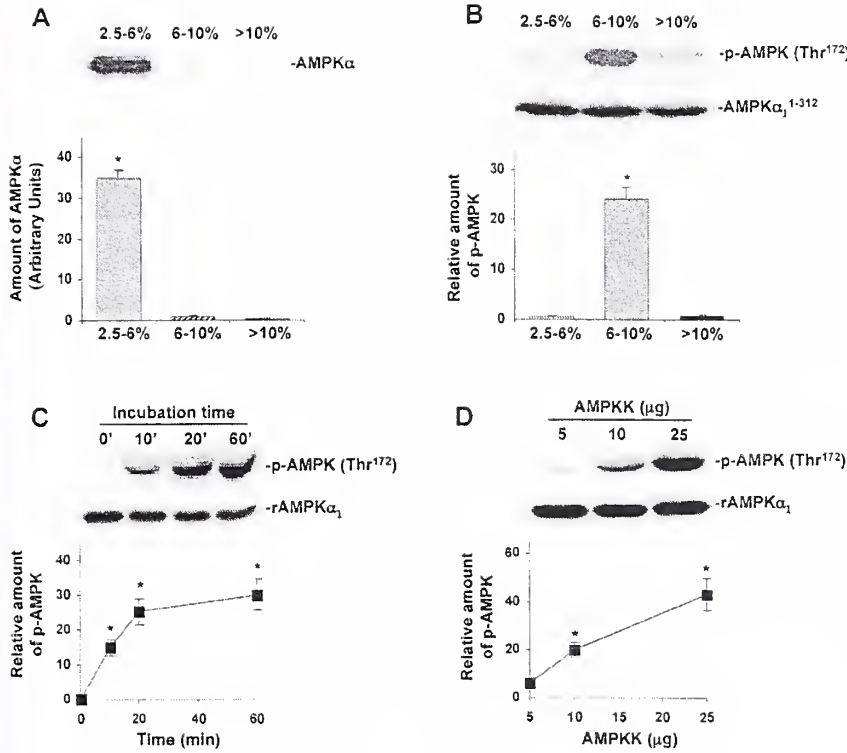 A
2.5-6% 6-10% >10%
-AMPKα
Amount of AMPKα
(Arbitrary Units)
40
30
20
10
0
*
2.5-6% 6-10% >10%
B
2.5-6% 6-10% >10%
-p-AMPK (Thr¹⁷²)
-AMPKα₁¹⁻³¹²
Relative amount
of p-AMPK
30
20
10
0
*
2.5-6% 6-10% >10%
C
Incubation time
0' 10' 20' 60'
-p-AMPK (Thr¹⁷²)
-rAMPKα₁
Relative amount
of p-AMPK
40
30
20
10
0
* * *
0 20 40 60
Time (min)
D
AMPKK (μg)
5 10 25
-p-AMPK (Thr¹⁷²)
-rAMPKα₁
Relative amount
of p-AMPK
60
40
20
0
* *
5 10 15 20 25
AMPKK (μg)